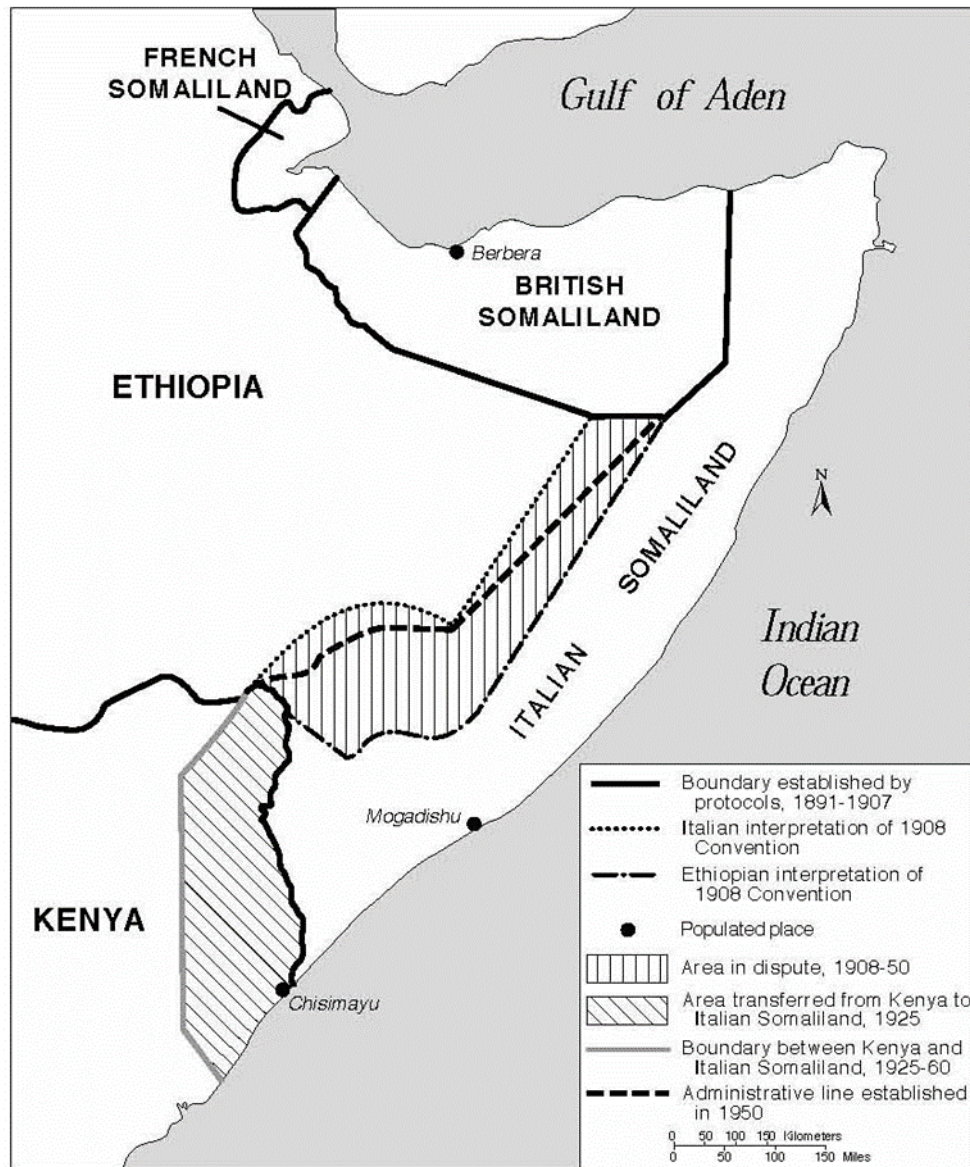 FRENCH
SOMALILAND
Gulf of Aden
Berbera
BRITISH
SOMALILAND
ETHIOPIA
SOMALILAND
ITALIAN
N
Indian
Ocean
Mogadishu
KENYA
Chisimayu
Boundary established by
protocols, 1891-1907
Italian interpretation of 1908
Convention
Ethiopian interpretation of
1908 Convention
Populated place
Area in dispute, 1908-50
Area transferred from Kenya to
Italian Somaliland, 1925
Boundary between Kenya and
Italian Somaliland, 1925-60
Administrative line established
in 1950
0 50 100 150 Kilometers
0 50 100 150 Miles